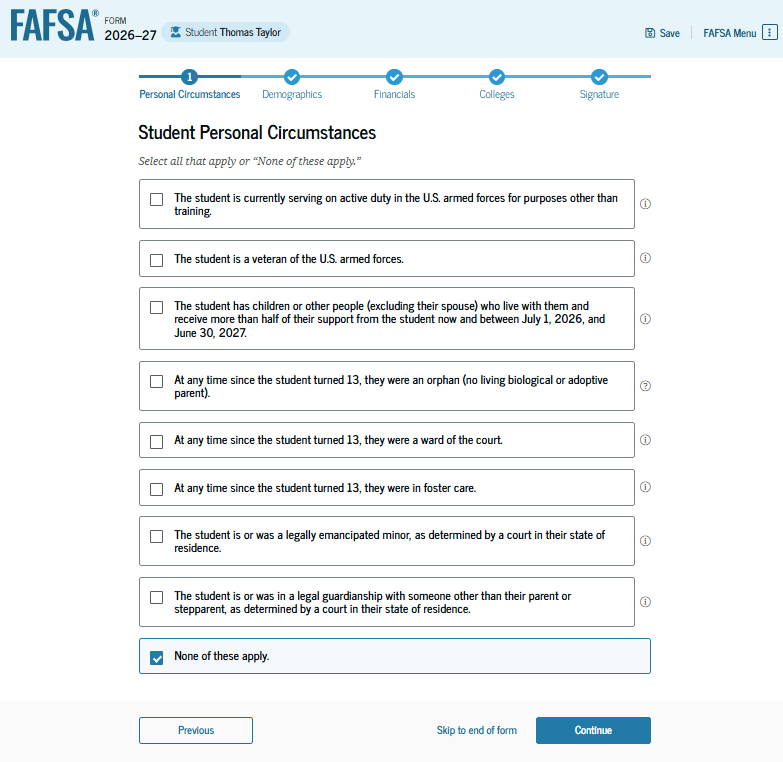 FAFSA®
FORM
2026–27
Student Thomas Taylor
Save
FAFSA Menu
1
Personal Circumstances
Demographics
Financials
Colleges
Signature
Student Personal Circumstances
Select all that apply or “None of these apply.”
The student is currently serving on active duty in the U.S. armed forces for purposes other than
training.
The student is a veteran of the U.S. armed forces.
The student has children or other people (excluding their spouse) who live with them and
receive more than half of their support from the student now and between July 1, 2026, and
June 30, 2027.
At any time since the student turned 13, they were an orphan (no living biological or adoptive
parent).
At any time since the student turned 13, they were a ward of the court.
At any time since the student turned 13, they were in foster care.
The student is or was a legally emancipated minor, as determined by a court in their state of
residence.
The student is or was in a legal guardianship with someone other than their parent or
stepparent, as determined by a court in their state of residence.
None of these apply.
Previous
Skip to end of form
Continue